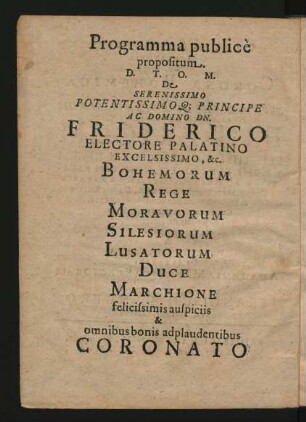 Programma publicè
propositum.
D. T. O. M.
De
SERENISSIMO
POTENTISSIMOQ; PRINCIPE
AC DOMINO DN.
FRIDERICO
ELECTORE PALATINO
EXCELSISSIMO, &c.
BOHEMORUM
REGE
MORAVORUM
SILESIORUM
LUSATORUM
DUCE
MARCHIONE
felicissimis auspiciis
&
omnibus bonis adplaudentibus
CORONATO